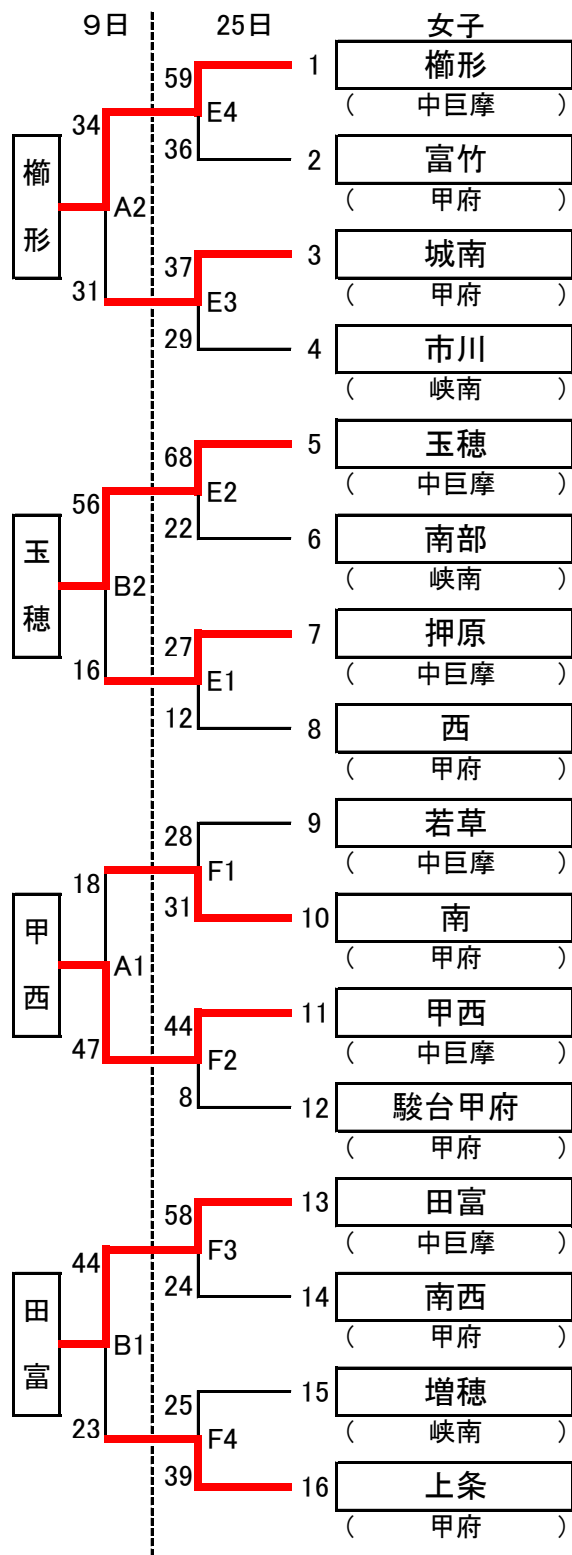 9日 25日 女子
59 1 櫛形
34 E4 ( 中巨摩 )
36 2 富竹
櫛形 A2 ( 甲府 )
37 3 城南
31 E3 ( 甲府 )
29 4 市川
( 峡南 )
68 5 玉穂
56 E2 ( 中巨摩 )
22 6 南部
玉穂 B2 ( 峡南 )
27 7 押原
16 E1 ( 中巨摩 )
12 8 西
( 甲府 )
28 9 若草
18 F1 ( 中巨摩 )
31 10 南
甲西 A1 ( 甲府 )
44 11 甲西
47 F2 ( 中巨摩 )
8 12 駿台甲府
( 甲府 )
58 13 田富
44 F3 ( 中巨摩 )
24 14 南西
田富 B1 ( 甲府 )
25 15 増穂
23 F4 ( 峡南 )
39 16 上条
( 甲府 )